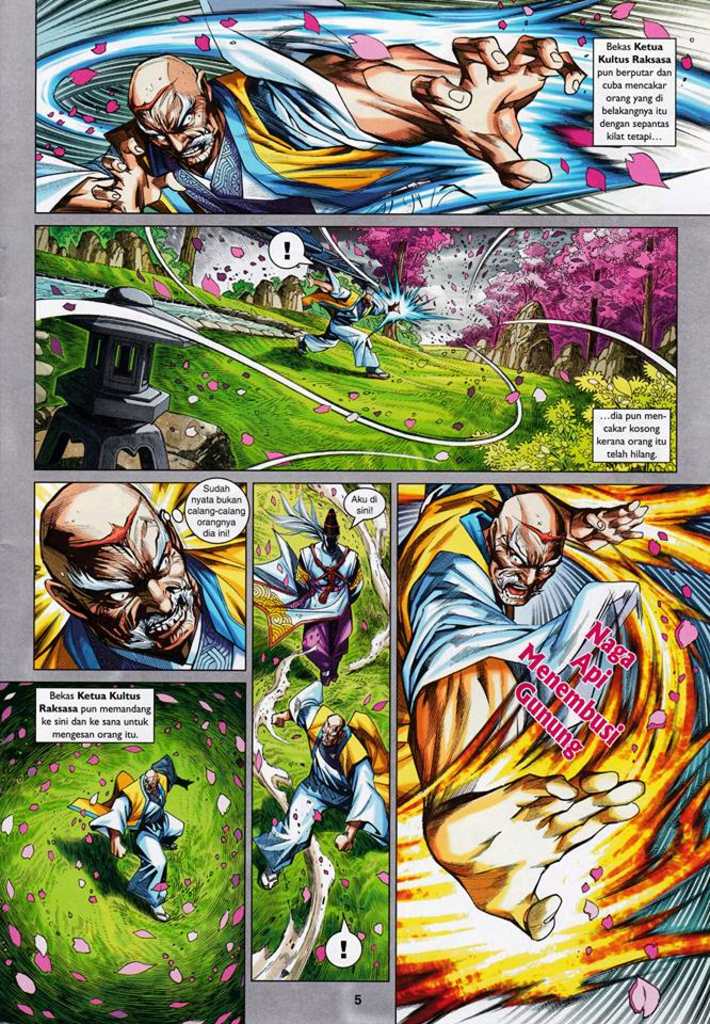 Bekas Ketua
Kultus Raksasa
pun berputar dan
cuba mencakar
orang yang di
belakangnya itu
dengan sepantas
kilat tetapi...
!
...dia pun men-
cakar kosong
kerana orang itu
telah hilang.
Sudah
nyata bukan
calang-calang
orangnya
dia ini!
Bekas Ketua Kultus
Raksasa pun memandang
ke sini dan ke sana untuk
mengesan orang itu.
Aku di
sini!
!
Naga
Api
Menembusi
Gunung
5